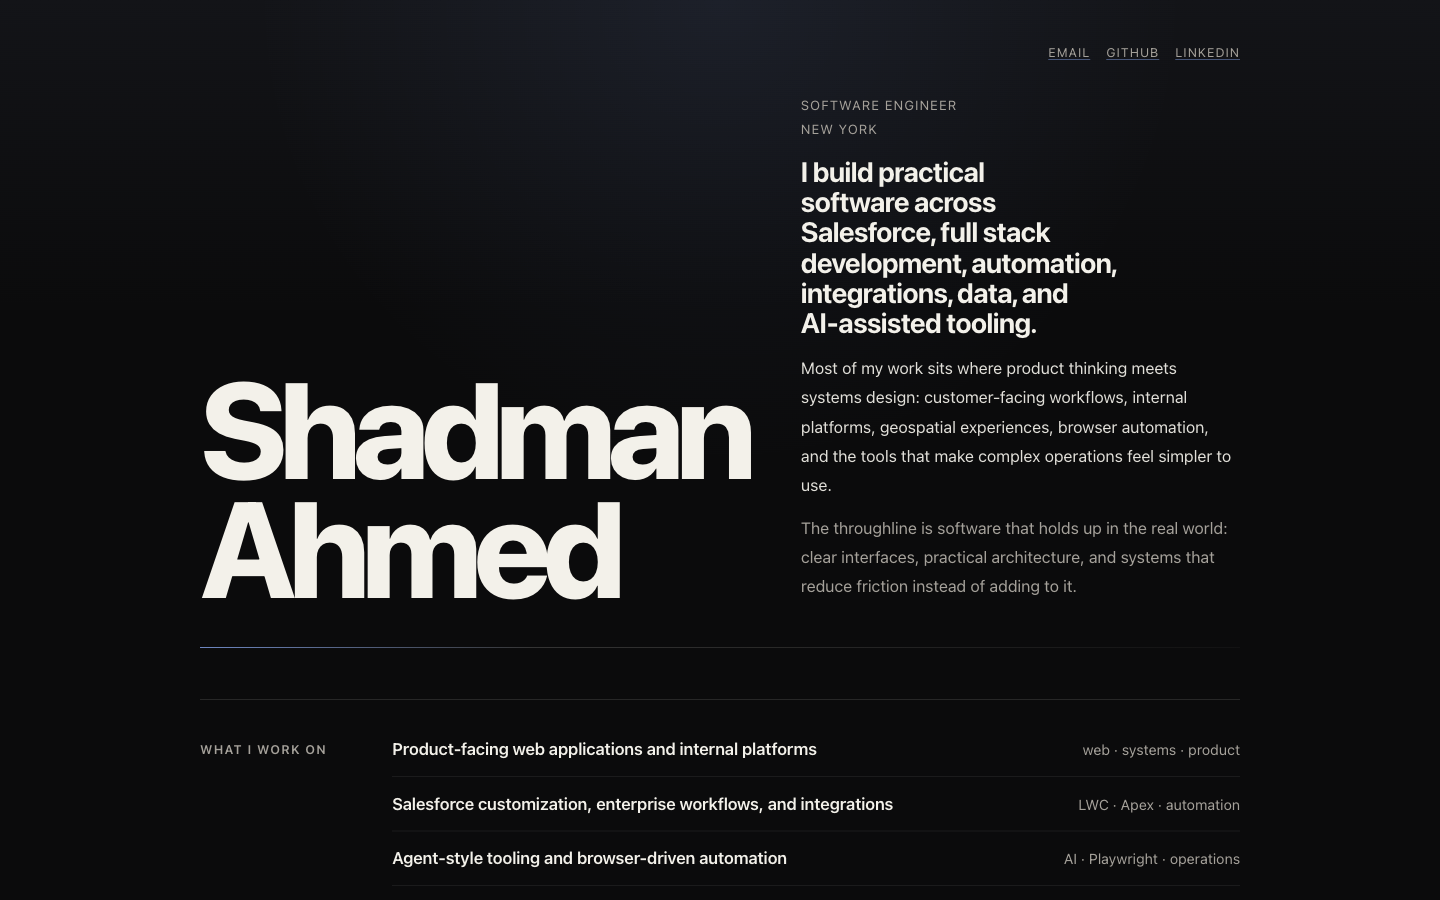 EMAIL GITHUB LINKEDIN
SOFTWARE ENGINEER
NEW YORK
I build practical
software across
Salesforce, full stack
development, automation,
integrations, data, and
AI-assisted tooling.
Most of my work sits where product thinking meets
systems design: customer-facing workflows, internal
platforms, geospatial experiences, browser automation,
and the tools that make complex operations feel simpler to
use.
The throughline is software that holds up in the real world:
clear interfaces, practical architecture, and systems that
reduce friction instead of adding to it.
Shadman
Ahmed
WHAT I WORK ON
Product-facing web applications and internal platforms web · systems · product
Salesforce customization, enterprise workflows, and integrations LWC · Apex · automation
Agent-style tooling and browser-driven automation AI · Playwright · operations